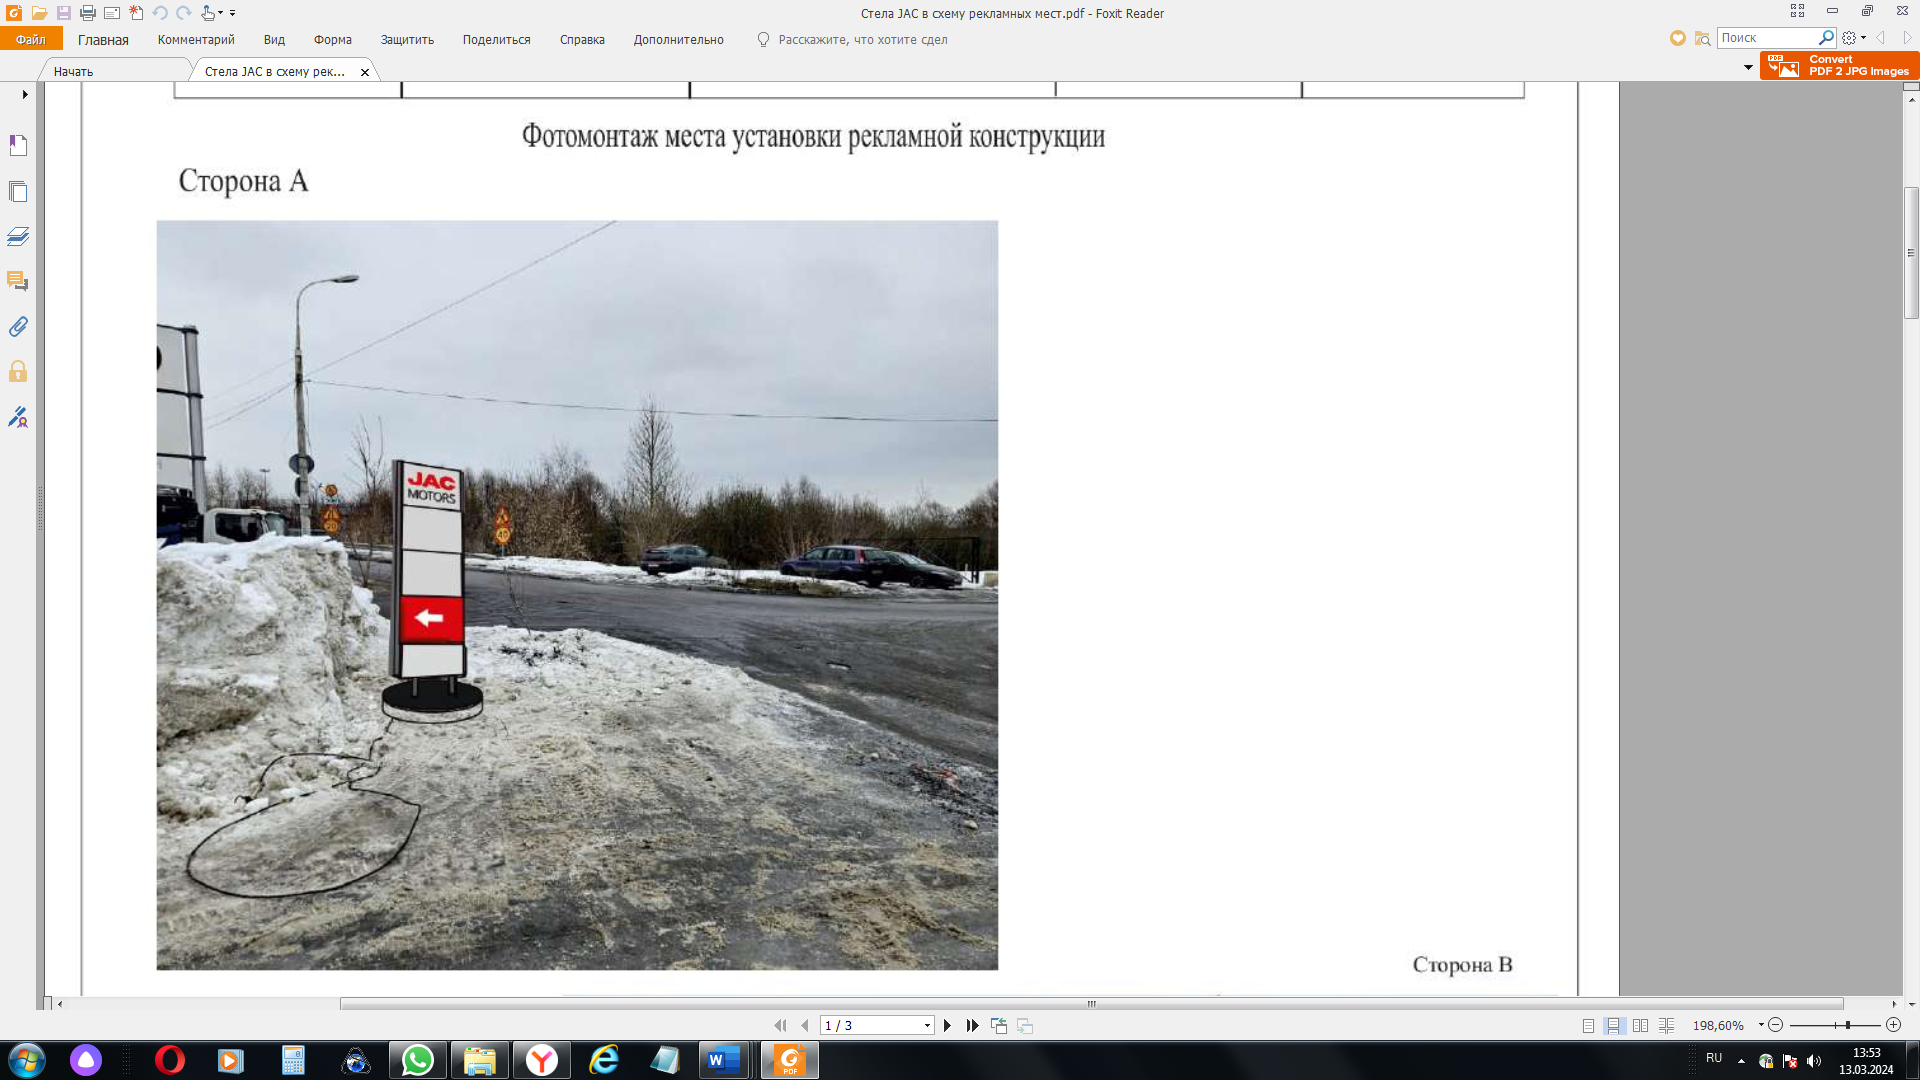 Стела JAC в схему рекламных мест.pdf - Foxit Reader
Файл Главная Комментарий Вид Форма Защитить Поделиться Справка Дополнительно Расскажите, что хотите сдел Поиск
Начать Стела JAC в схему рек... Convert
PDF 2 JPG Images
Фотомонтаж места установки рекламной конструкции
Сторона А
JAC
MOTORS
40
Сторона В
1 / 3 198,60%
RU 13:53
13.03.2024